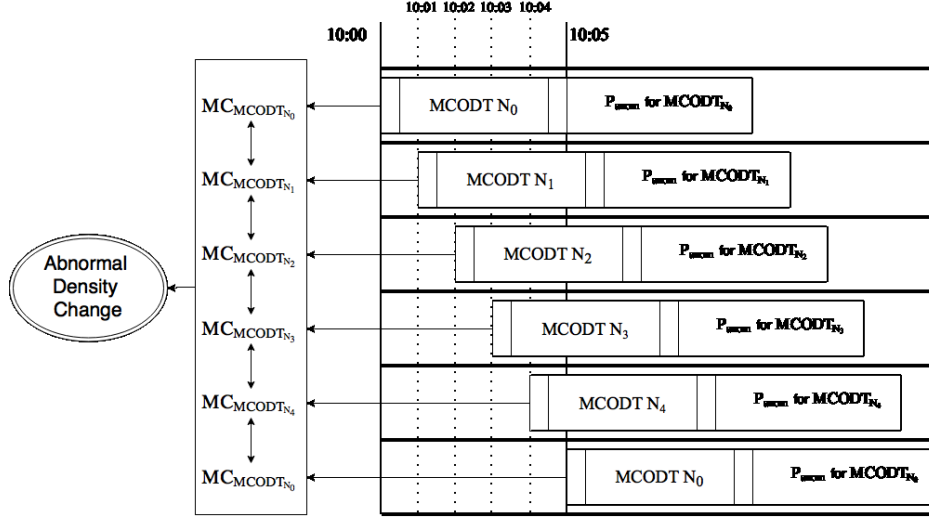 10:01 10:02 10:03 10:04
10:00 10:05
MC_MCODT_N0 MCODT N0 P for MCODT_N0
MC_MCODT_N1 MCODT N1 P for MCODT_N1
MC_MCODT_N2 MCODT N2 P for MCODT_N2
Abnormal
Density
Change
MC_MCODT_N3 MCODT N3 P for MCODT_N3
MC_MCODT_N4 MCODT N4 P for MCODT_N4
MC_MCODT_N0 MCODT N0 P for MCODT_N0